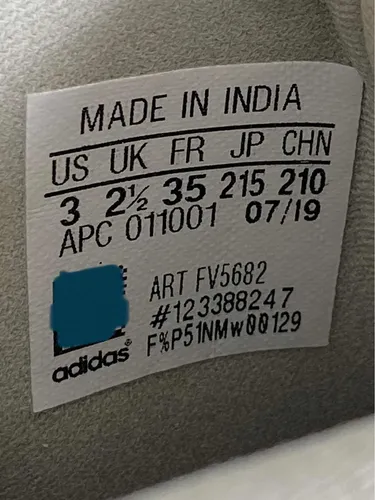 MADE IN INDIA
US UK FR JP CHN
3 2½ 35 215 210
APC 011001 07/19
ART FV5682
#123388247
F%P51NMW00129
adidas®